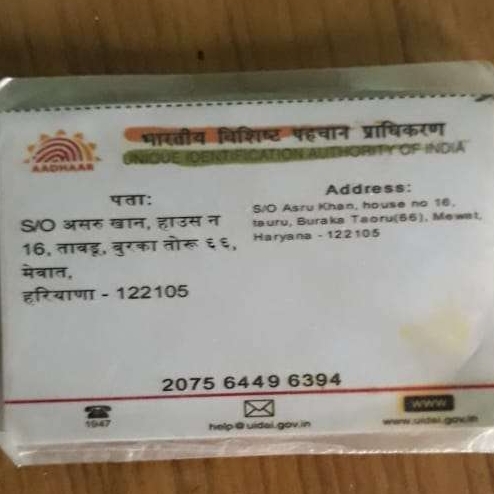 भारतीय विशिष्ट पहचान प्राधिकरण
UNIQUE IDENTIFICATION AUTHORITY OF INDIA
AADHAAR
पता:
S/O असरु खान, हाउस न
16, तावडू, बुरका तोरू ६६,
मेवात,
हरियाणा - 122105
Address:
S/O Asru Khan, house no 16,
tauru, Buraka Taoru(66), Mewat,
Haryana - 122105
2075 6449 6394
1947
help@uidai.gov.in
www
www.uidai.gov.in